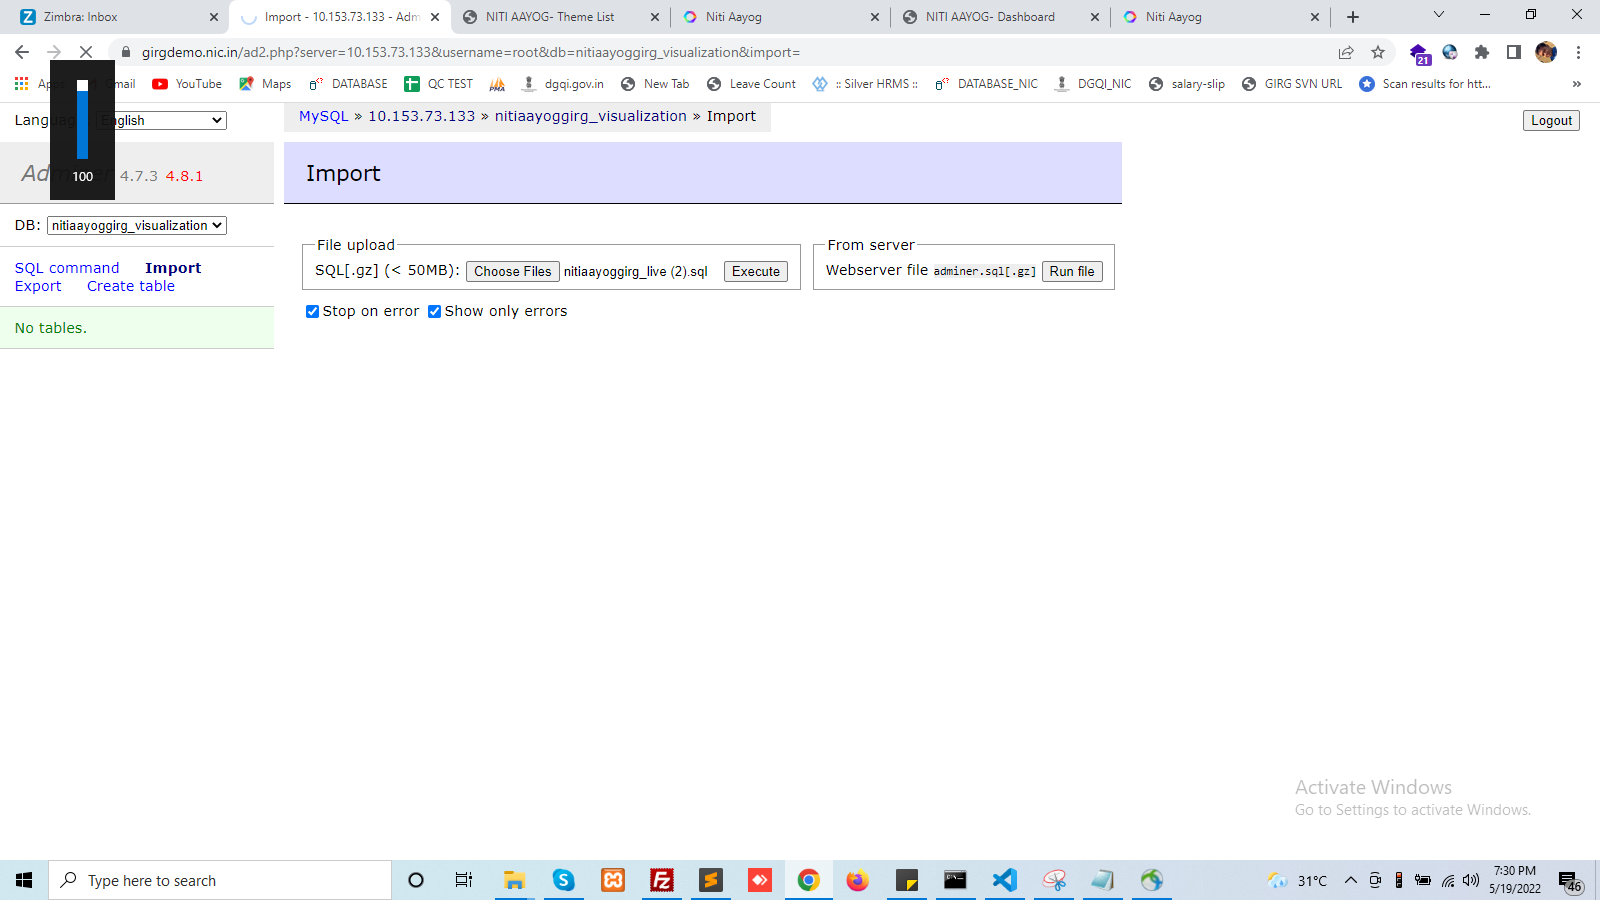 Zimbra: Inbox
Import - 10.153.73.133 - Adm
NITI AAYOG- Theme List
Niti Aayog
NITI AAYOG- Dashboard
Niti Aayog
girgdemo.nic.in/ad2.php?server=10.153.73.133&username=root&db=nitiaayoggirg_visualization&import=
21
Gmail
YouTube
Maps
DATABASE
QC TEST
dgqi.gov.in
New Tab
Leave Count
:: Silver HRMS ::
DATABASE_NIC
DGQI_NIC
salary-slip
GIRG SVN URL
Scan results for htt...
»
Language
English
MySQL » 10.153.73.133 » nitiaayoggirg_visualization » Import
Logout
100
Adminer 4.7.3 4.8.1
Import
DB: nitiaayoggirg_visualization
SQL command Import
Export Create table
No tables.
File upload
SQL[.gz] (< 50MB): Choose Files nitiaayoggirg_live (2).sql Execute
From server
Webserver file adminer.sql[.gz] Run file
Stop on error Show only errors
Activate Windows
Go to Settings to activate Windows.
Type here to search
31°C
7:30 PM
5/19/2022
46